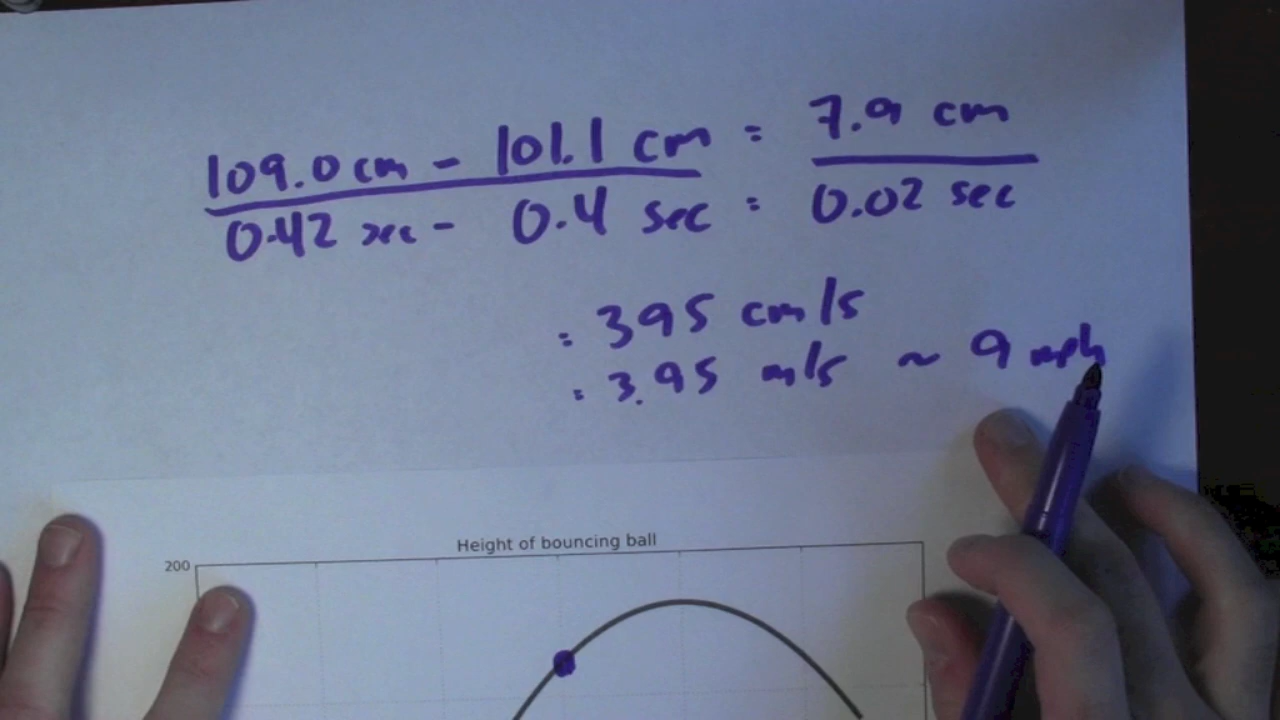 109.0 cm - 101.1 cm = 7.9 cm
0.42 sec - 0.4 sec = 0.02 sec
= 395 cm/s
= 3.95 m/s ~ 9 mph
Height of bouncing ball
200